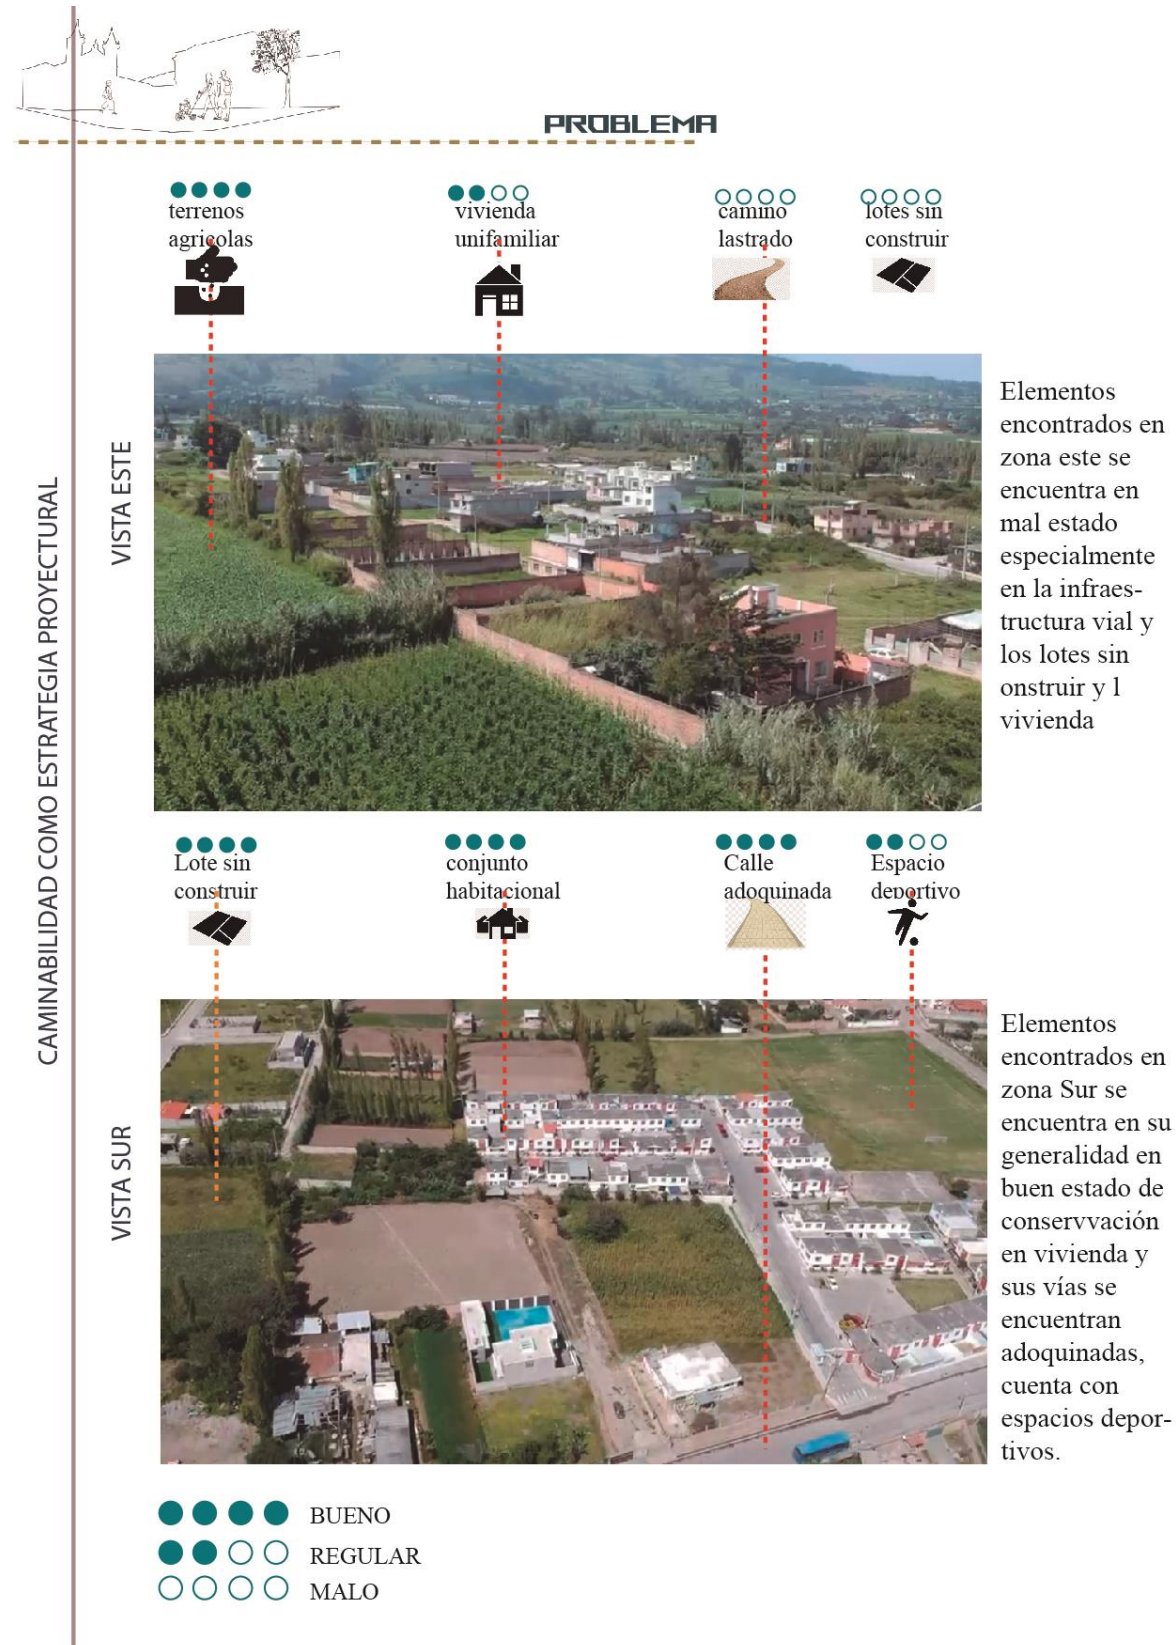 PROBLEMA
terrenos
agricolas
vivienda
unifamiliar
camino
lastrado
lotes sin
construir
CAMINABILIDAD COMO ESTRATEGIA PROYECTURAL
VISTA ESTE
Elementos
encontrados en
zona este se
encuentra en
mal estado
especialmente
en la infraes-
tructura vial y
los lotes sin
onstruir y l
vivienda
Lote sin
construir
conjunto
habitacional
Calle
adoquinada
Espacio
deportivo
VISTA SUR
Elementos
encontrados en
zona Sur se
encuentra en su
generalidad en
buen estado de
conservvación
en vivienda y
sus vías se
encuentran
adoquinadas,
cuenta con
espacios depor-
tivos.
BUENO
REGULAR
MALO